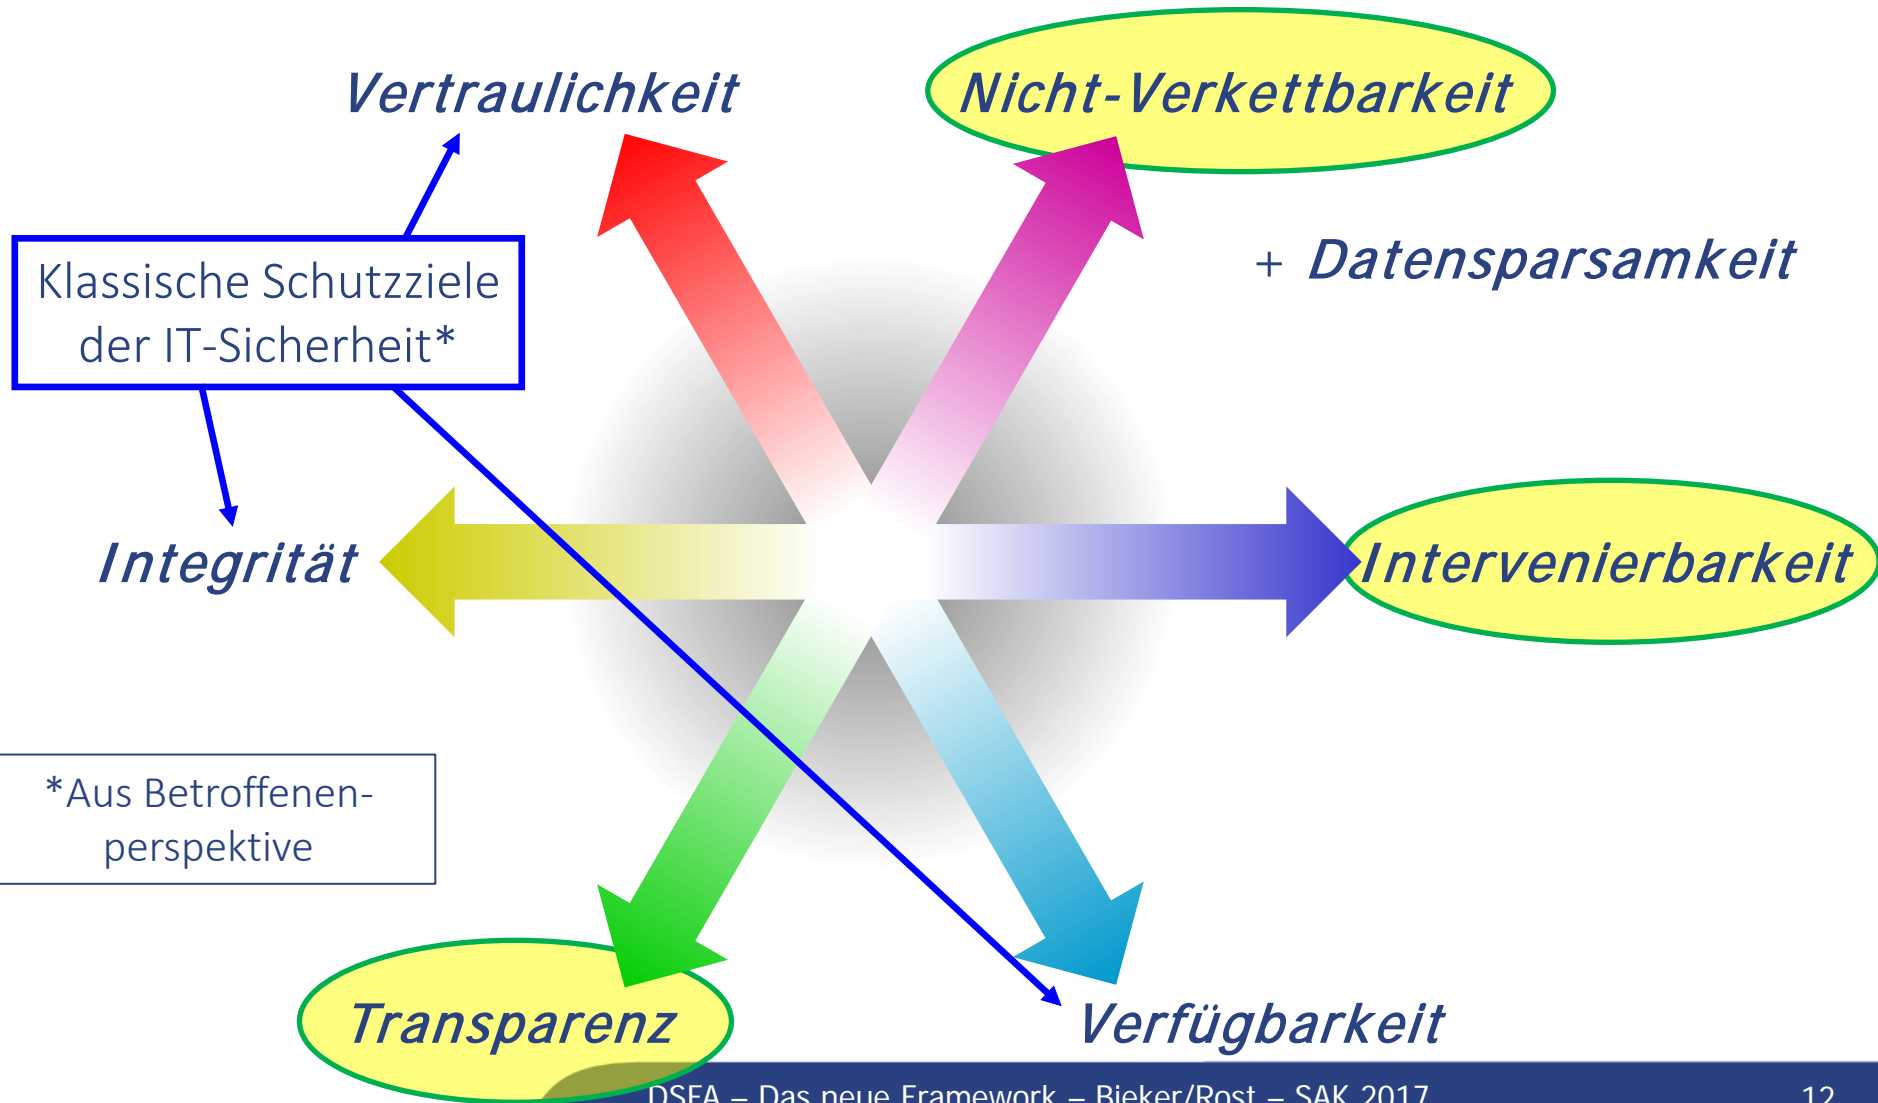 Vertraulichkeit
Nicht-Verkettbarkeit
+ Datensparsamkeit
Klassische Schutzziele
der IT-Sicherheit*
Integrität
Intervenierbarkeit
*Aus Betroffenen-
perspektive
Transparenz
Verfügbarkeit
DSFA – Das neue Framework – Bieker/Rost – SAK 2017
12